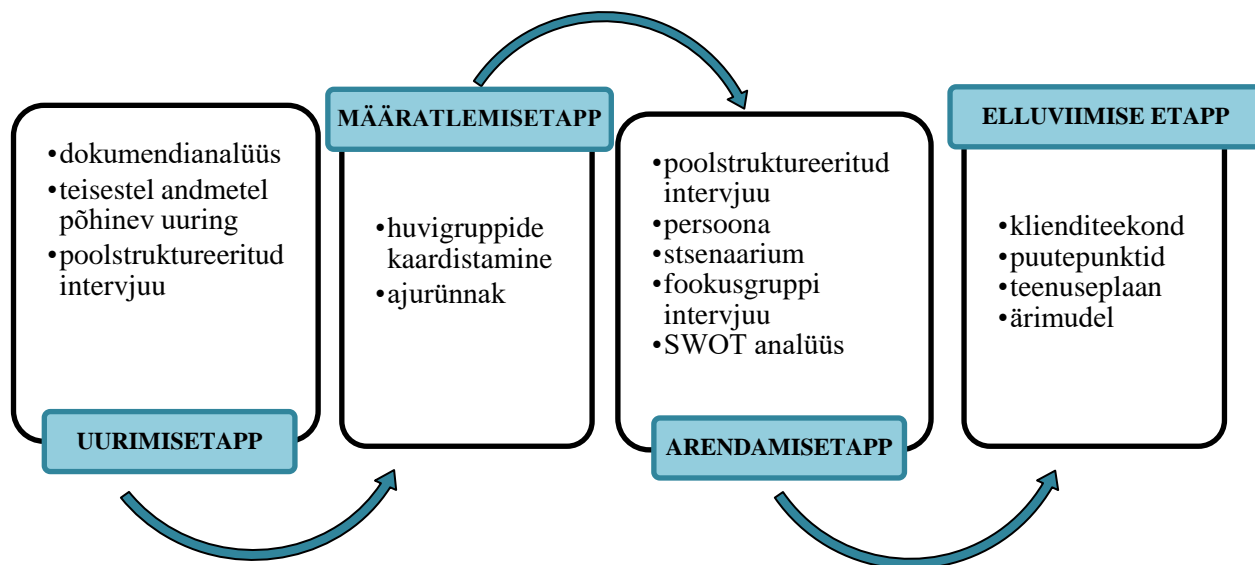 •dokumendianalüüs
•teisestel andmetel
põhinev uuring
•poolstruktureeritud
intervjuu
UURIMISETAPP
MÄÄRATLEMISETAPP
•huvigruppide
kaardistamine
•ajurünnak
•poolstruktureeritud
intervjuu
•persoona
•stsenaarium
•fookusgruppi
intervjuu
•SWOT analüüs
ARENDAMISETAPP
ELLUVIIMISE ETAPP
•klienditeekond
•puutepunktid
•teenuseplaan
•ärimudel